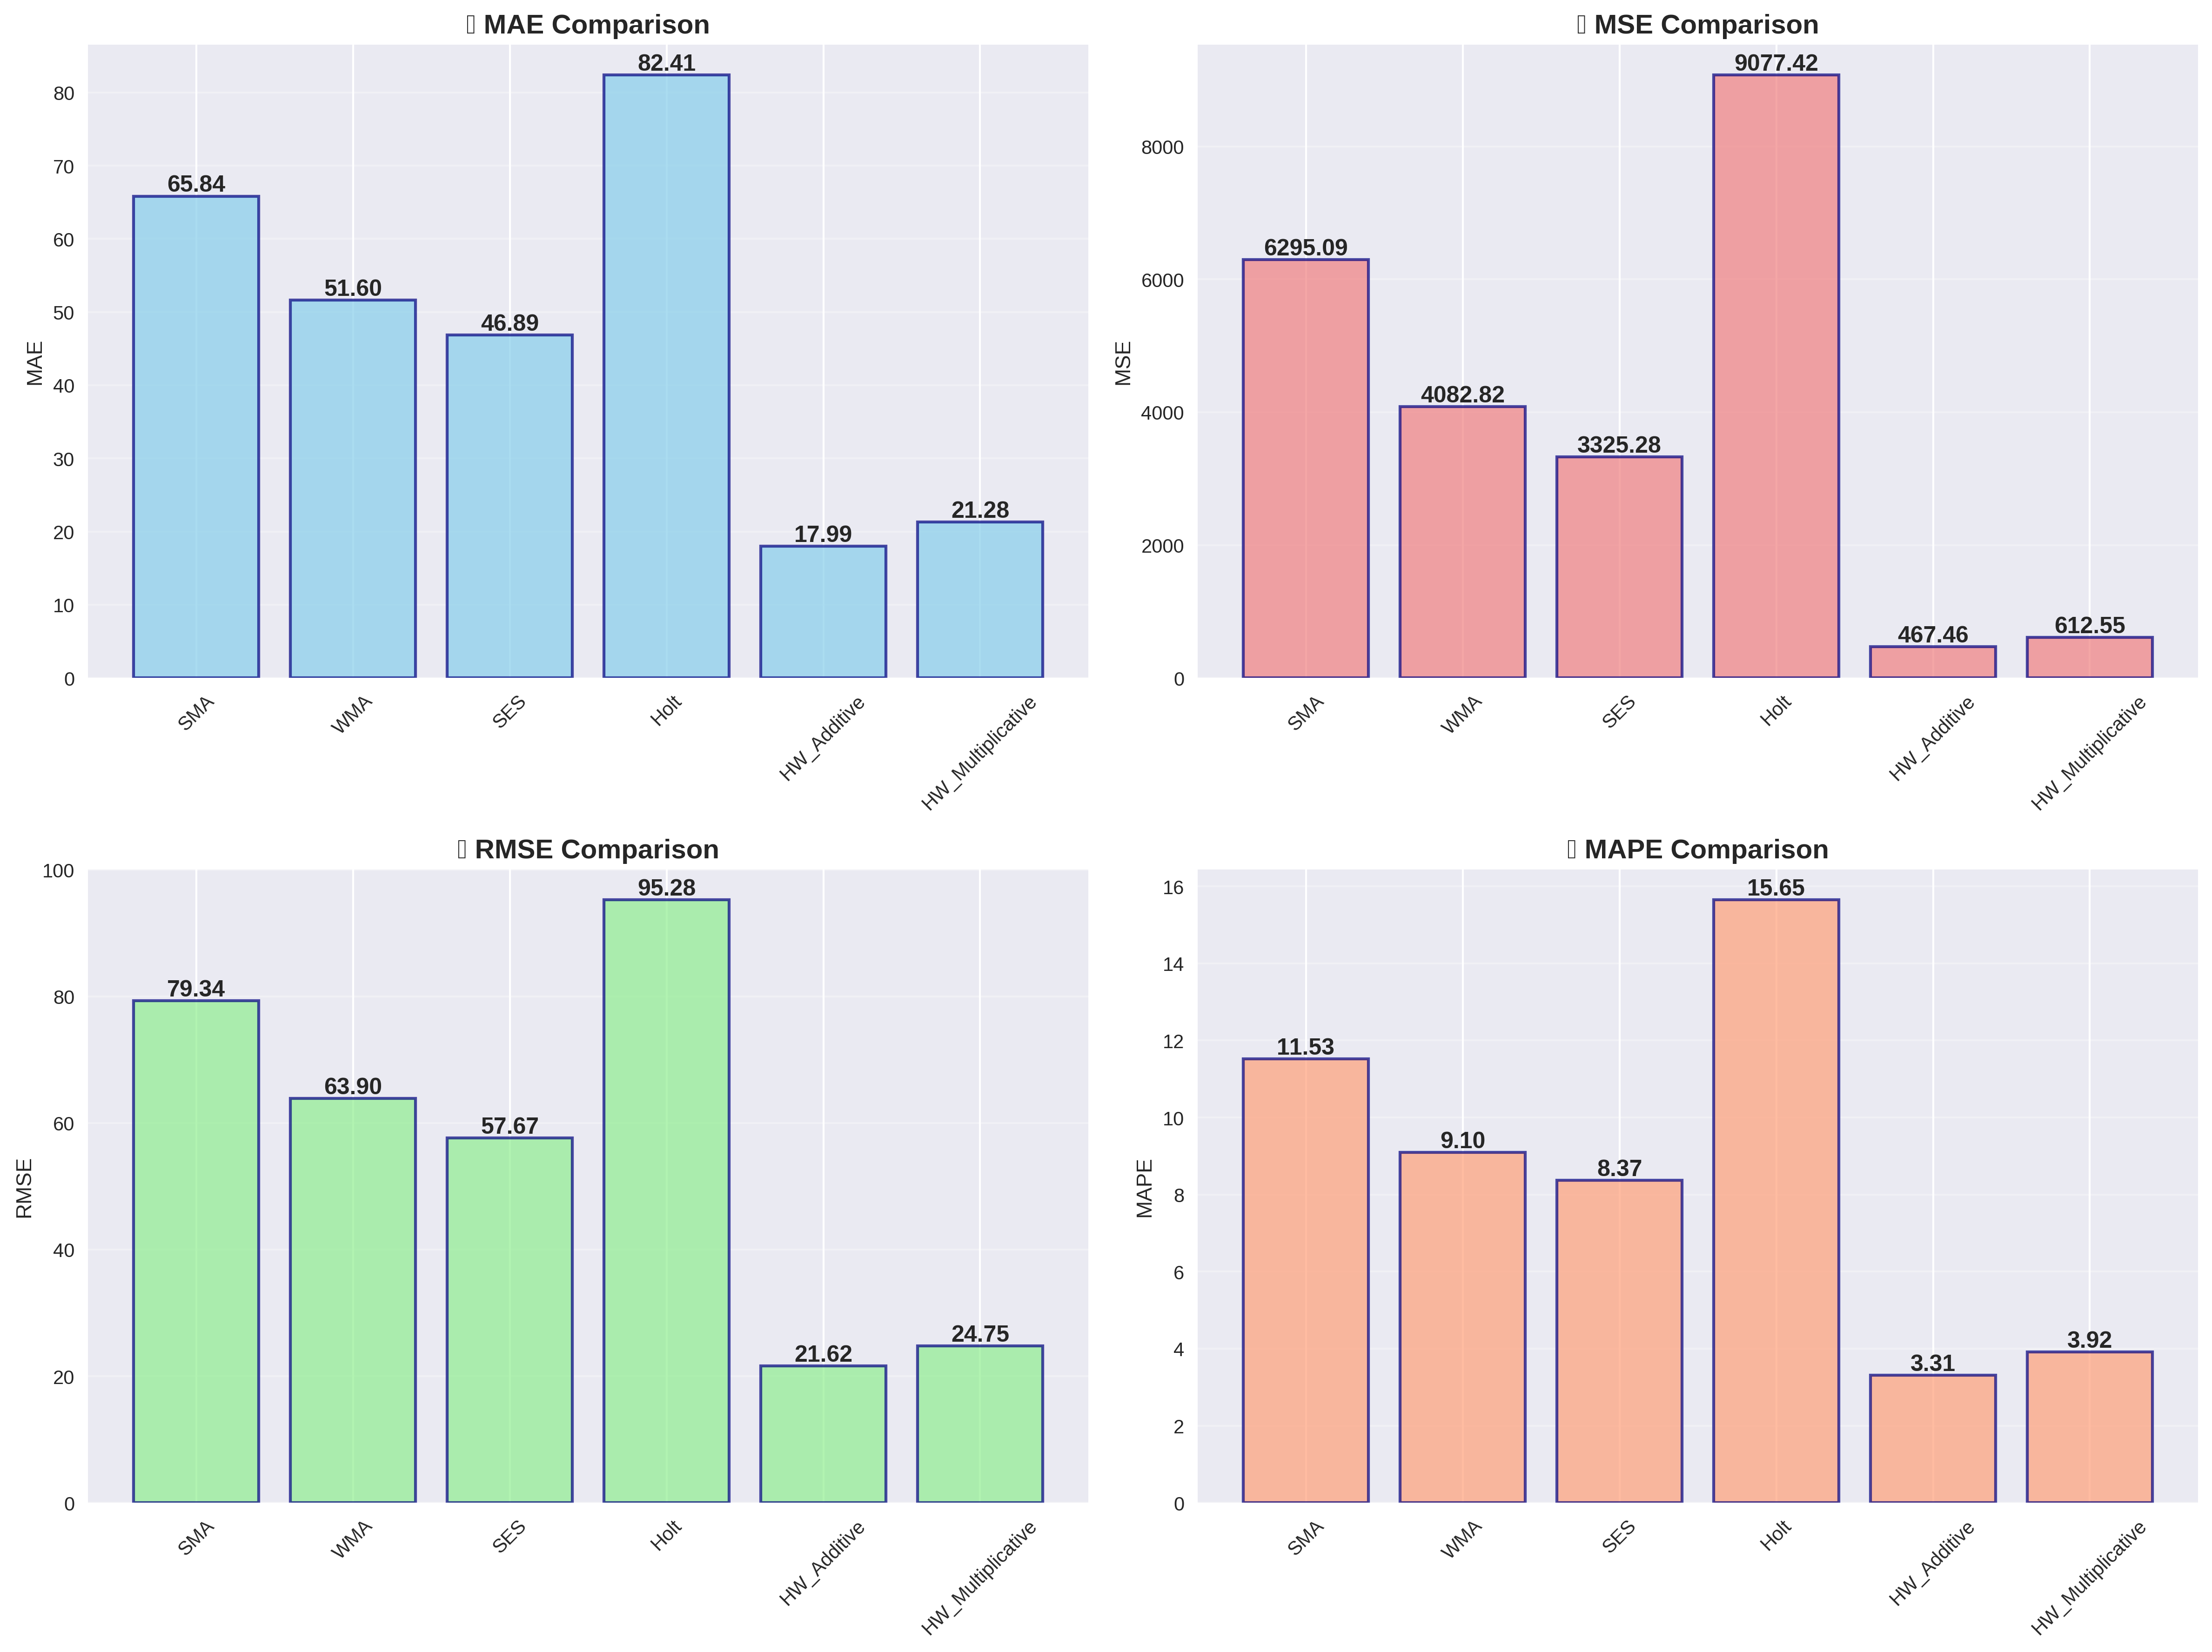 MAE Comparison
MAE
80
70
60
50
40
30
20
10
0
65.84
51.60
46.89
82.41
17.99
21.28
SMA
WMA
SES
Holt
HW_Additive
HW_Multiplicative
MSE Comparison
MSE
8000
6000
4000
2000
0
6295.09
4082.82
3325.28
9077.42
467.46
612.55
SMA
WMA
SES
Holt
HW_Additive
HW_Multiplicative
RMSE Comparison
RMSE
100
80
60
40
20
0
79.34
63.90
57.67
95.28
21.62
24.75
SMA
WMA
SES
Holt
HW_Additive
HW_Multiplicative
MAPE Comparison
MAPE
16
14
12
10
8
6
4
2
0
11.53
9.10
8.37
15.65
3.31
3.92
SMA
WMA
SES
Holt
HW_Additive
HW_Multiplicative